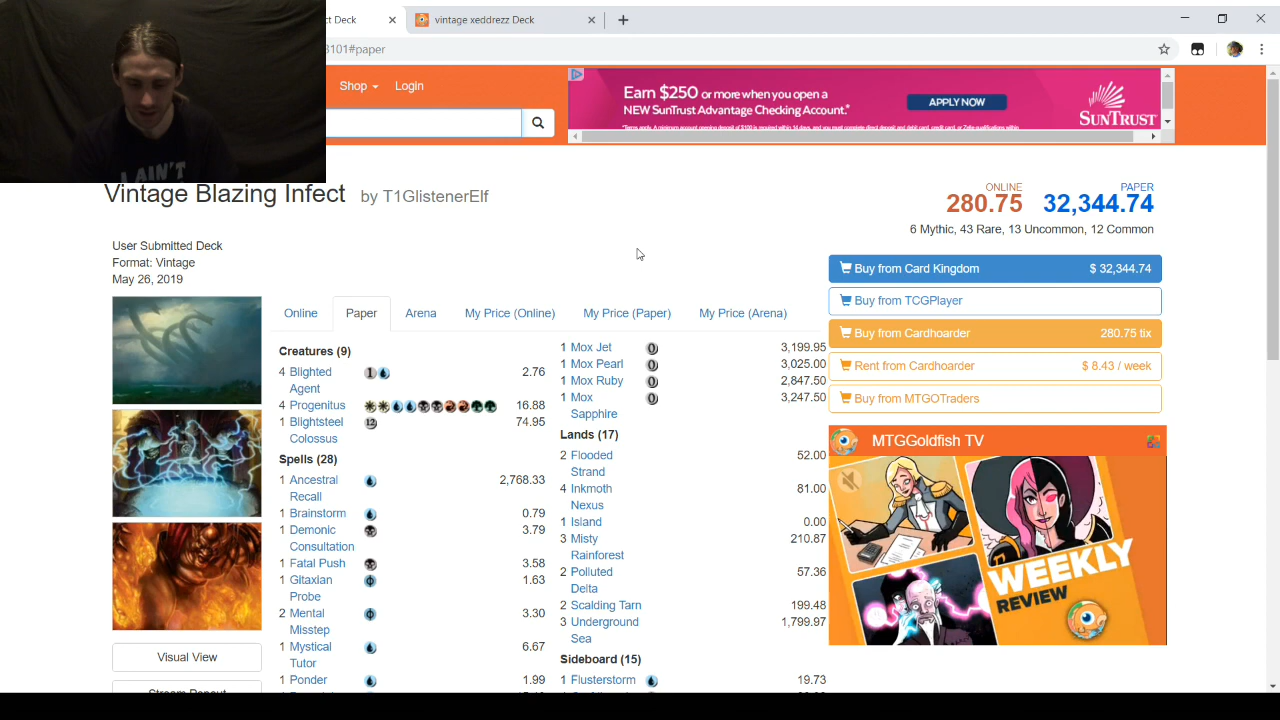 ct Deck
vintage xeddrezz Deck
3101#paper
Shop
Login
Earn $250 or more when you open a
NEW SunTrust Advantage Checking Account.*
APPLY NOW
SUNTRUST
I AIN'T
Vintage Blazing Infect by T1GlistenerElf
ONLINE PAPER
280.75 32,344.74
6 Mythic, 43 Rare, 13 Uncommon, 12 Common
User Submitted Deck
Format: Vintage
May 26, 2019
Buy from Card Kingdom $ 32,344.74
Buy from TCGPlayer
Buy from Cardhoarder 280.75 tix
Rent from Cardhoarder $ 8.43 / week
Buy from MTGOTraders
Online Paper Arena My Price (Online) My Price (Paper) My Price (Arena)
Creatures (9)
4 Blighted 1 2.76
Agent
4 Progenitus 16.88
1 Blightsteel 12 74.95
Colossus
Spells (28)
1 Ancestral 2,768.33
Recall
1 Brainstorm 0.79
1 Demonic 3.79
Consultation
1 Fatal Push 3.58
1 Gitaxian 1.63
Probe
2 Mental 3.30
Misstep
1 Mystical 6.67
Tutor
1 Ponder 1.99
1 Mox Jet 0 3,199.95
1 Mox Pearl 0 3,025.00
1 Mox Ruby 0 2,847.50
1 Mox 0 3,247.50
Sapphire
Lands (17)
2 Flooded 52.00
Strand
4 Inkmoth 81.00
Nexus
1 Island 0.00
3 Misty 210.87
Rainforest
2 Polluted 57.36
Delta
2 Scalding Tarn 199.48
3 Underground 1,799.97
Sea
Sideboard (15)
1 Flusterstorm 19.73
Visual View
Stream Popout
MTGGoldfish TV
WEEKLY
REVIEW